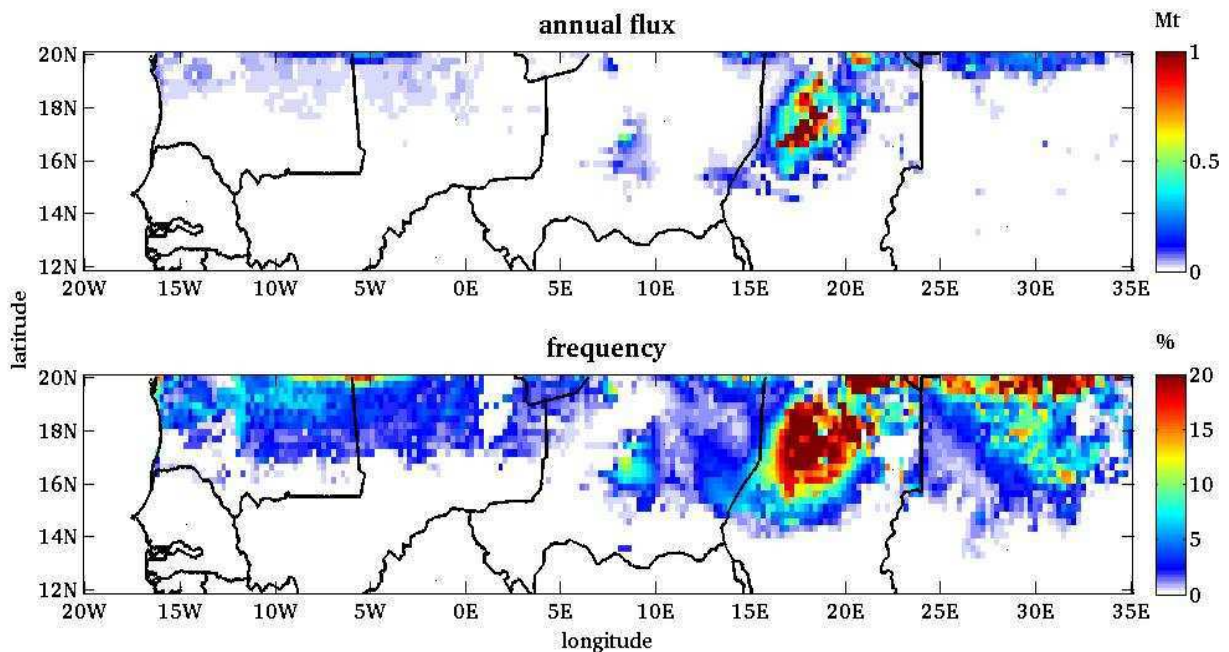 annual flux
Mt
20N
18N
16N
14N
12N
1
0.5
0
20W 15W 10W 5W 0E 5E 10E 15E 20E 25E 30E 35E
latitude
frequency
%
20N
18N
16N
14N
12N
20
15
10
5
0
20W 15W 10W 5W 0E 5E 10E 15E 20E 25E 30E 35E
longitude